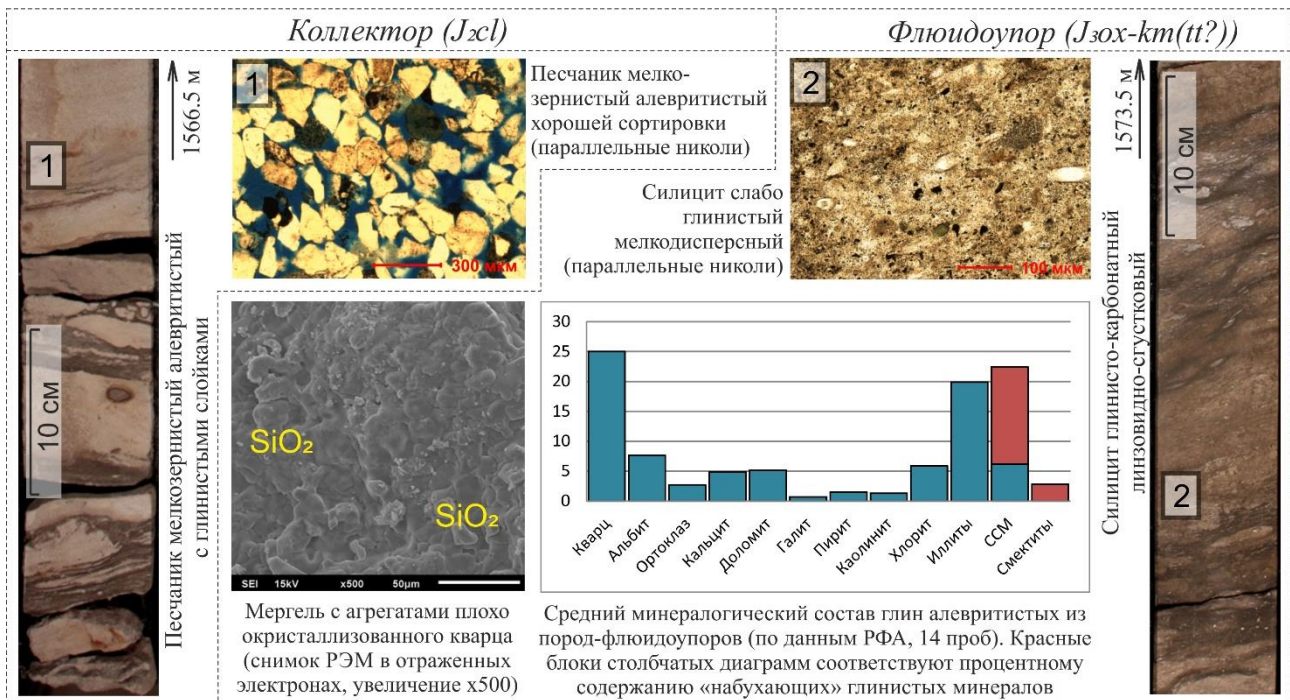 Коллектор (J₂cl)
Флюидоупор (J₃ox-km(tt?))
1
10 см
1566.5 м
Песчаник мелкозернистый алевритистый
с глинистыми слойками
1
300 мкм
Песчаник мелко-
зернистый алевритистый
хорошей сортировки
(параллельные николи)
Силицит слабо
глинистый
мелкодисперсный
(параллельные николи)
2
100 мкм
1573.5 м
Силицит глинисто-карбонатный
линзовидно-сгустковый
10 см
2
SiO₂
SiO₂
SEI 15kV x500 50µm
Мергель с агрегатами плохо
окристаллизованного кварца
(снимок РЭМ в отраженных
электронах, увеличение х500)
30
25
20
15
10
5
0
Кварц
Альбит
Ортоклаз
Кальцит
Доломит
Галит
Пирит
Каолинит
Хлорит
Иллиты
ССМ
Смектиты
Средний минералогический состав глин алевритистых из
пород-флюидоупоров (по данным РФА, 14 проб). Красные
блоки столбчатых диаграмм соответствуют процентному
содержанию «набухающих» глинистых минералов